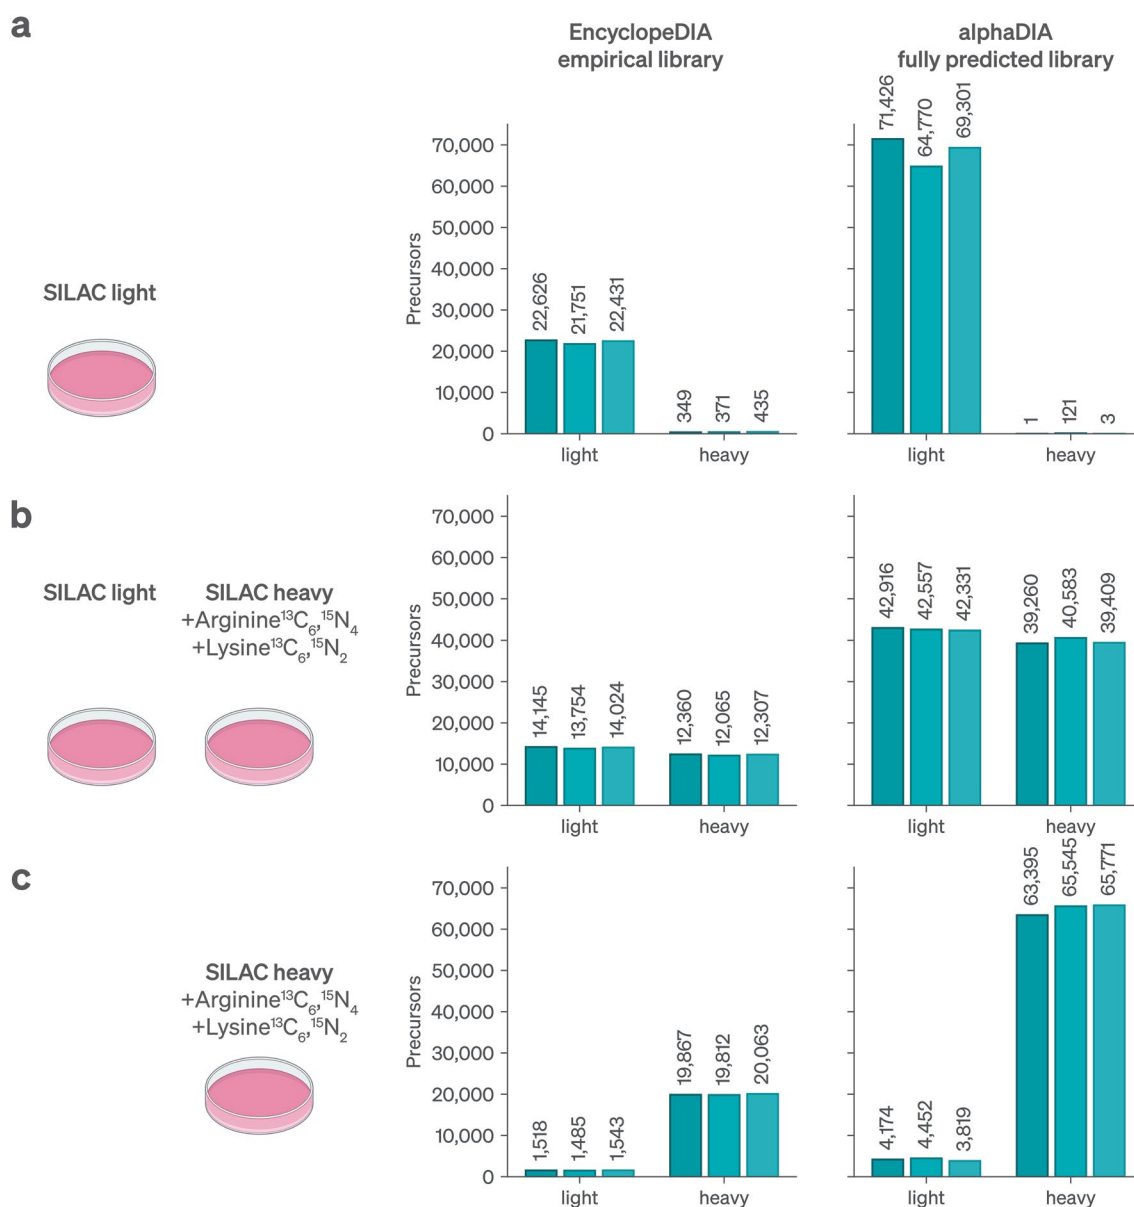 a
EncyclopeDIA
empirical library
alphaDIA
fully predicted library
SILAC light
Precursors
70,000
60,000
50,000
40,000
30,000
20,000
10,000
0
22,626
21,751
22,431
349
371
435
light
heavy
71,426
64,770
69,301
1
121
3
light
heavy
b
SILAC light
SILAC heavy
+Arginine¹³C₆,¹⁵N₄
+Lysine¹³C₆,¹⁵N₂
Precursors
70,000
60,000
50,000
40,000
30,000
20,000
10,000
0
14,145
13,754
14,024
12,360
12,065
12,307
light
heavy
42,916
42,557
42,331
39,260
40,583
39,409
light
heavy
c
SILAC heavy
+Arginine¹³C₆,¹⁵N₄
+Lysine¹³C₆,¹⁵N₂
Precursors
70,000
60,000
50,000
40,000
30,000
20,000
10,000
0
1,518
1,485
1,543
19,867
19,812
20,063
light
heavy
4,174
4,452
3,819
63,395
65,545
65,771
light
heavy